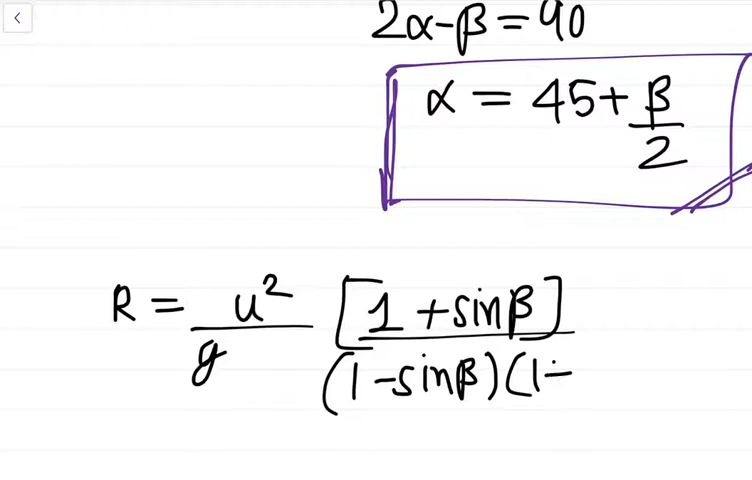 2α-β = 90
α = 45 + β/2
R = u²/g [1 + sinβ]/(1 - sinβ)(1-